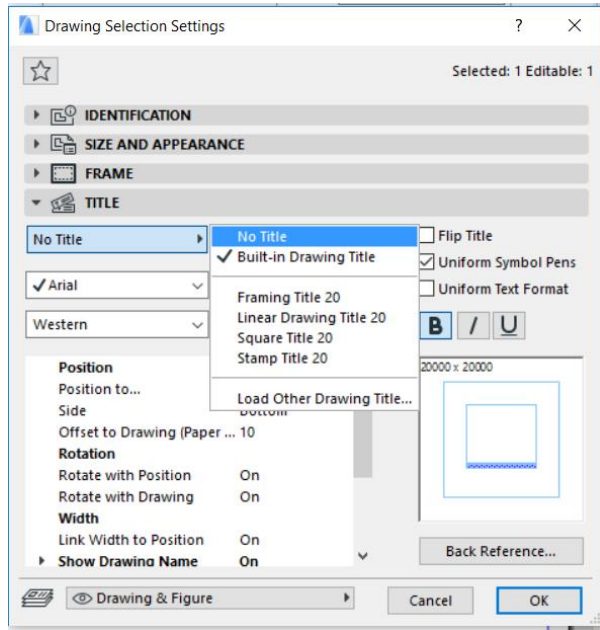 Drawing Selection Settings ? ×
Selected: 1 Editable: 1
IDENTIFICATION
SIZE AND APPEARANCE
FRAME
TITLE
No Title
No Title
Built-in Drawing Title
Framing Title 20
Linear Drawing Title 20
Square Title 20
Stamp Title 20
Load Other Drawing Title...
Flip Title
Uniform Symbol Pens
Uniform Text Format
Arial
Western
B I U
Position
Position to...
Side Bottom
Offset to Drawing (Paper ... 10
Rotation
Rotate with Position On
Rotate with Drawing On
Width
Link Width to Position On
Show Drawing Name On
20000 x 20000
Back Reference...
Drawing & Figure
Cancel
OK